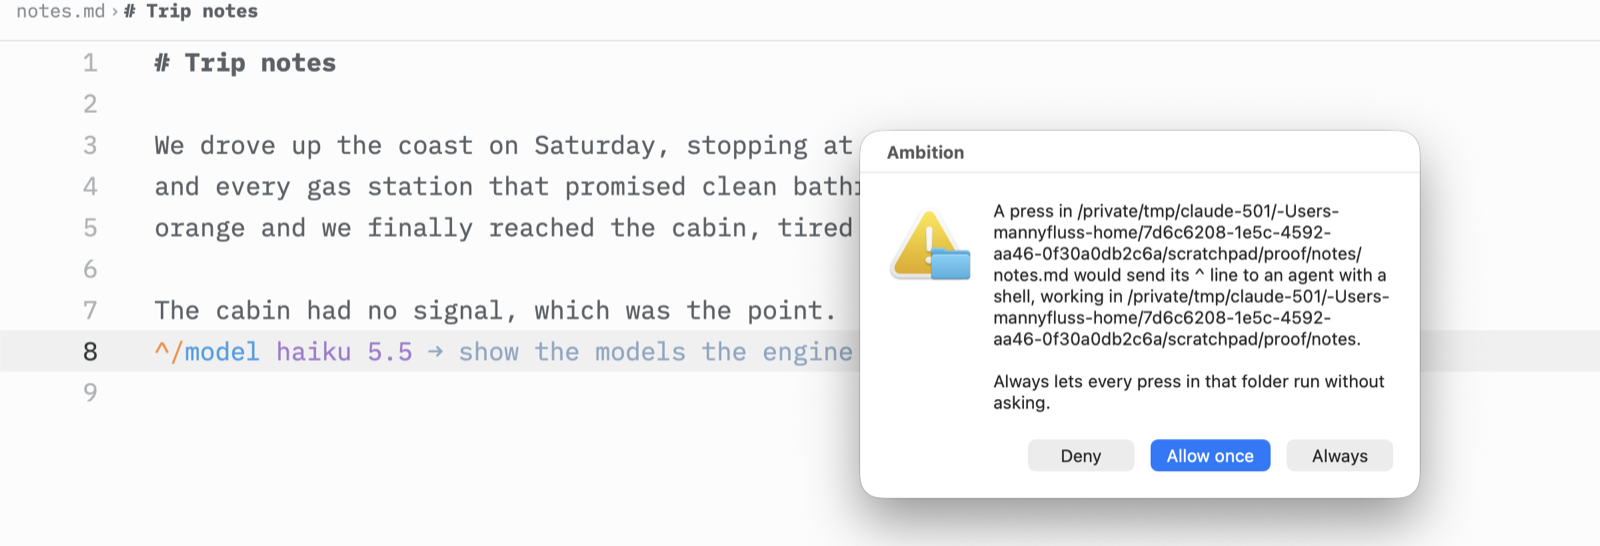 notes.md › # Trip notes
1 # Trip notes
2
3 We drove up the coast on Saturday, stopping at
4 and every gas station that promised clean
5 orange and we finally reached the cabin, tired
6
7 The cabin had no signal, which was the point.
8 ^/model haiku 5.5 → show the models the engine
9
Ambition
A press in /private/tmp/claude-501/-Users-
mannyfluss-home/7d6c6208-1e5c-4592-
aa46-0f30a0db2c6a/scratchpad/proof/notes/
notes.md would send its ^ line to an agent with a
shell, working in /private/tmp/claude-501/-Users-
mannyfluss-home/7d6c6208-1e5c-4592-
aa46-0f30a0db2c6a/scratchpad/proof/notes.
Always lets every press in that folder run without
asking.
Deny
Allow once
Always